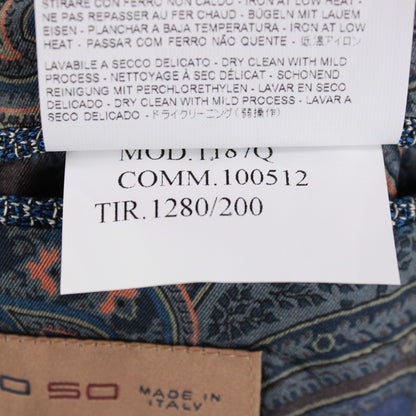 STIRARE CON FERRO NON CALDO - IRON AT LOW HEAT -
NE PAS REPASSER AU FER CHAUD - BÜGELN MIT LAUEM
EISEN - PLANCHAR A BAJA TEMPERATURA - IRON AT LOW
HEAT - PASSAR COM FERRO NÃO QUENTE - 低温アイロン
LAVABILE A SECCO DELICATO - DRY CLEAN WITH MILD
PROCESS - NETTOYAGE À SEC DÉLICAT - SCHONEND
REINIGUNG MIT PERCHLORETHYLEN - LAVAR EN SECO
DELICADO - DRY CLEAN WITH MILD PROCESS - LAVAR A
SECO DELICADO - ドライクリーニング(弱操作)
MOD.1187Q
COMM.100512
TIR.1280/200
SO
MADE IN
ITALY